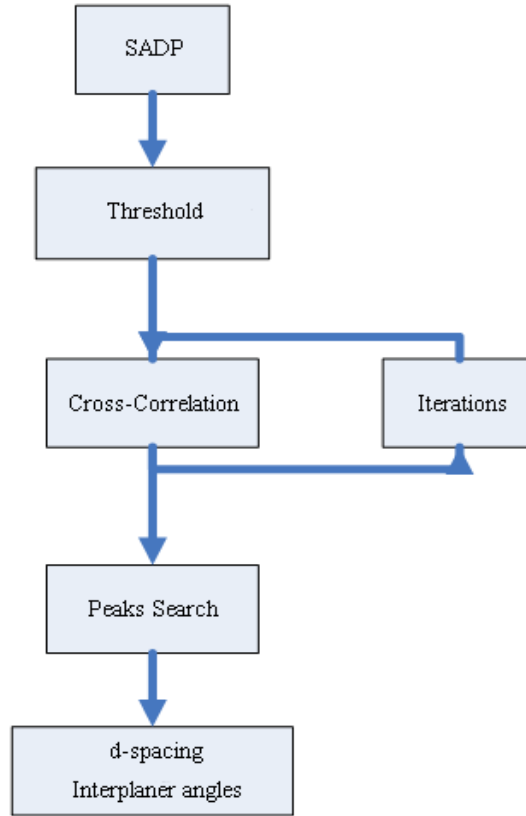 SADP
Threshold
Cross-Correlation
Iterations
Peaks Search
d-spacing
Interplaner angles